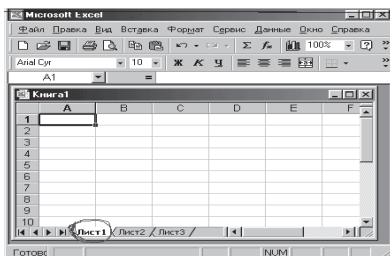 Microsoft Excel
Файл Правка Вид Вставка Формат Сервис Данные Окно Справка
100%
Arial Cyr 10 Ж К Ч
A1 =
Книга1
A B C D E F
1
2
3
4
5
6
7
8
9
10
Лист1 Лист2 Лист3
Готово NUM